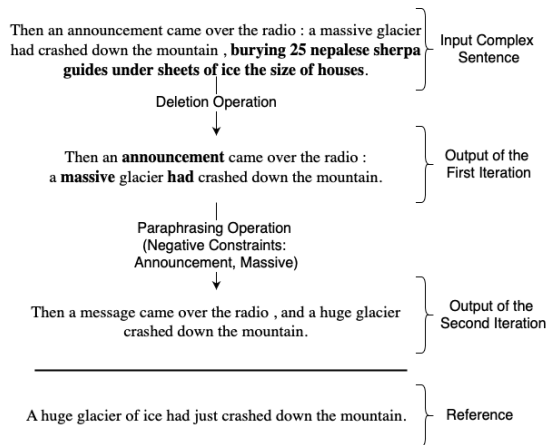 Then an announcement came over the radio : a massive glacier
had crashed down the mountain , burying 25 nepalese sherpa
guides under sheets of ice the size of houses.
Input Complex
Sentence
Deletion Operation
Then an announcement came over the radio :
a massive glacier had crashed down the mountain.
Output of the
First Iteration
Paraphrasing Operation
(Negative Constraints:
Announcement, Massive)
Then a message came over the radio , and a huge glacier
crashed down the mountain.
Output of the
Second Iteration
A huge glacier of ice had just crashed down the mountain.
Reference